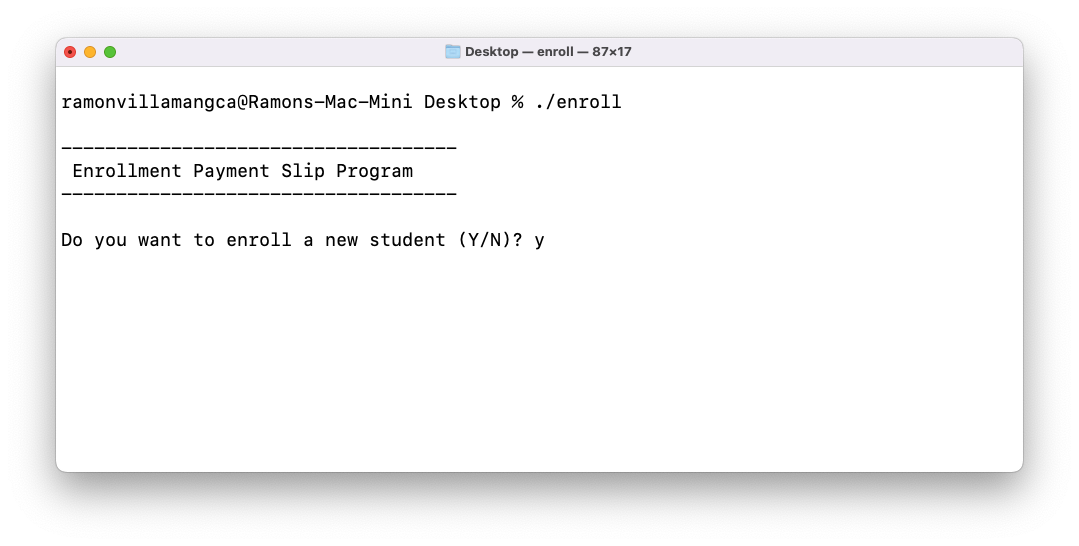 Desktop — enroll — 87×17
ramonvillamangca@Ramons-Mac-Mini Desktop % ./enroll
------------------------------------
Enrollment Payment Slip Program
------------------------------------
Do you want to enroll a new student (Y/N)? y